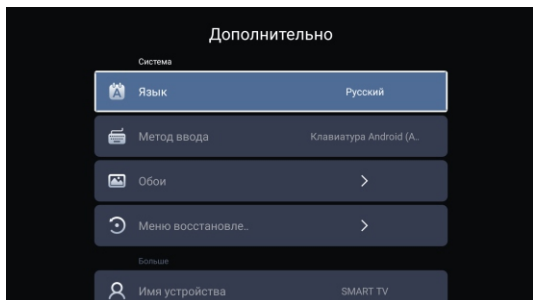 Дополнительно
Система
Язык Русский
Метод ввода Клавиатура Android (A..
Обои
Меню восстановле..
Больше
Имя устройства SMART TV